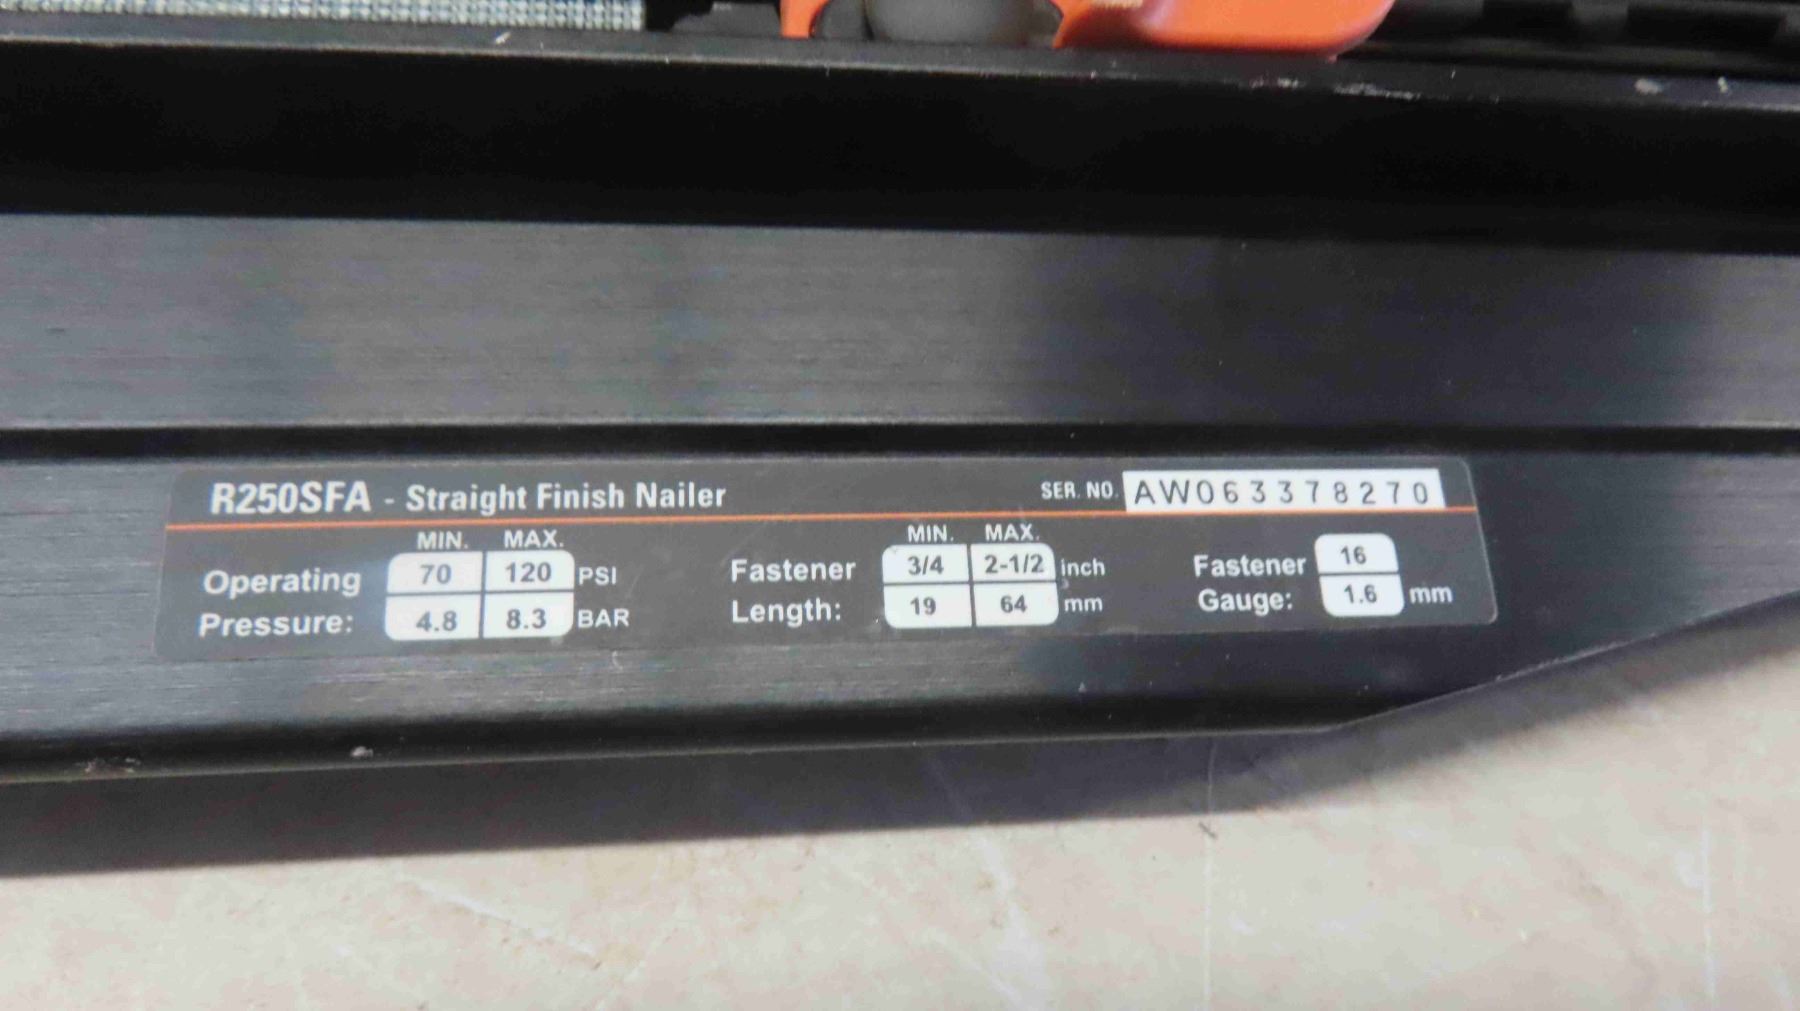 R250SFA - Straight Finish Nailer SER. NO. AW063378270
MIN. MAX. MIN. MAX.
Operating 70 120 PSI Fastener 3/4 2-1/2 inch Fastener 16
Pressure: 4.8 8.3 BAR Length: 19 64 mm Gauge: 1.6 mm